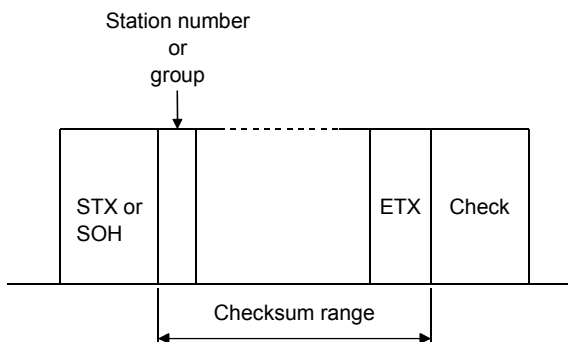 Station number
or
group
STX or
SOH
ETX
Check
Checksum range